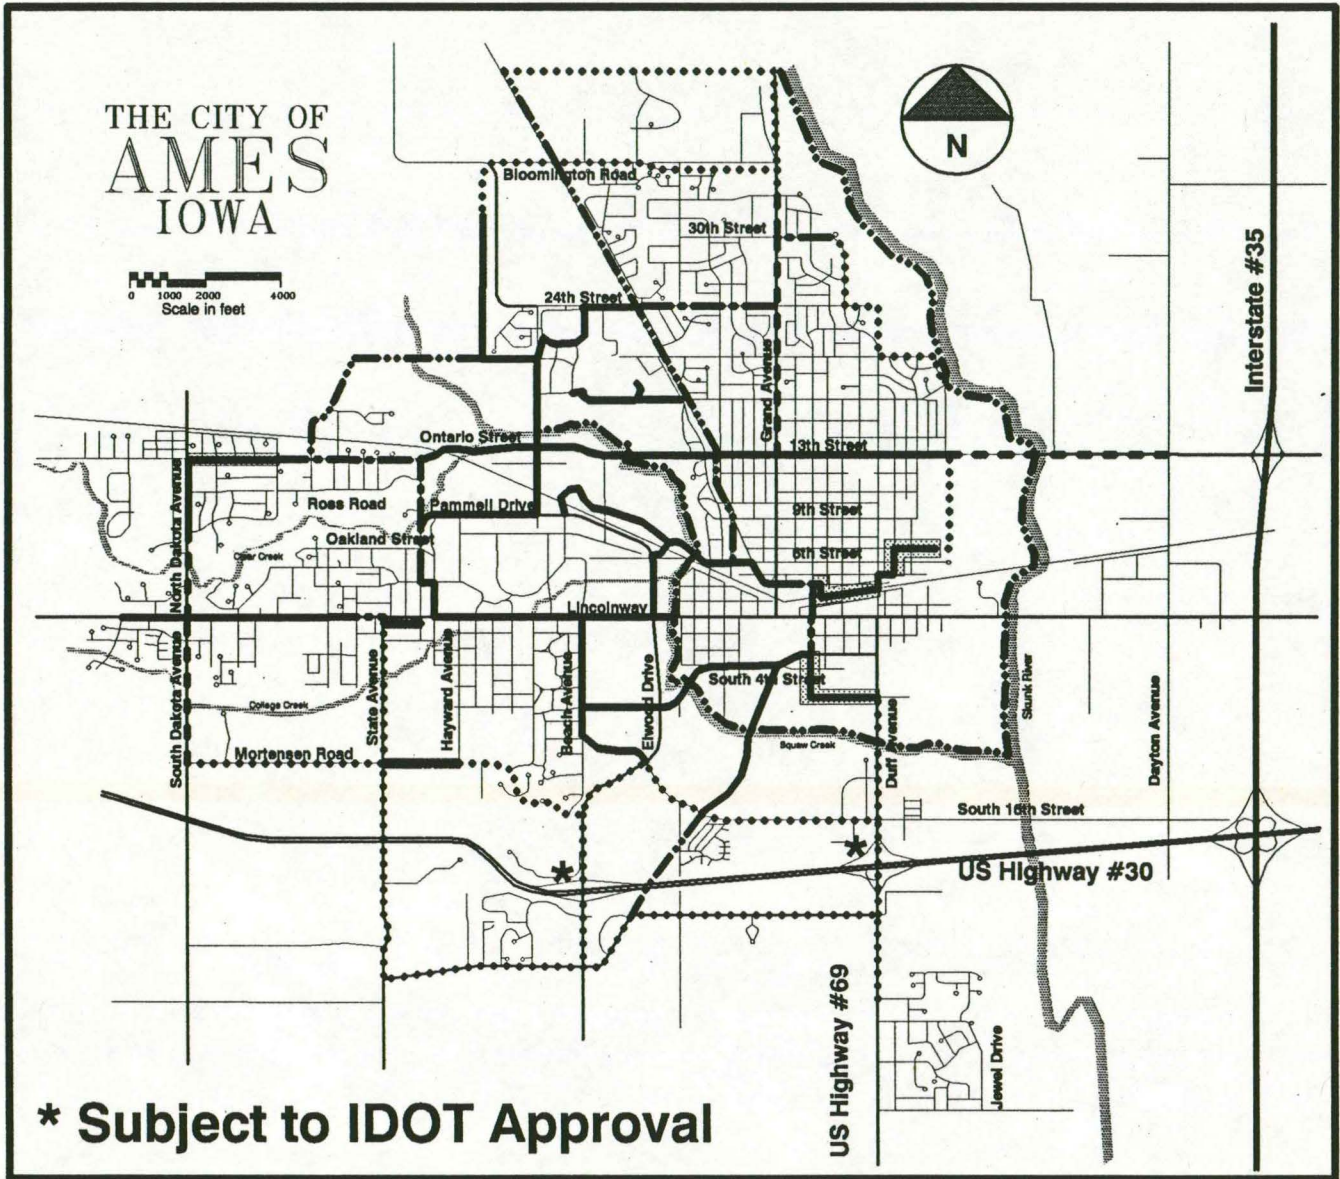 THE CITY OF
AMES
IOWA
0 1000 2000 4000
Scale in feet
N
Bloomington Road
30th Street
24th Street
Interstate #35
Grand Avenue
Ontario Street
13th Street
North Dakota Avenue
Ross Road
Pammell Drive
9th Street
Oakland Street
6th Street
Clear Creek
Lincolnway
South Dakota Avenue
State Avenue
Hayward Avenue
Beach Avenue
Elwood Drive
South 4th Street
Skunk River
College Creek
Duff Avenue
Dayton Avenue
Mortensen Road
Squaw Creek
South 16th Street
*
*
US Highway #30
US Highway #69
Jewel Drive
* Subject to IDOT Approval